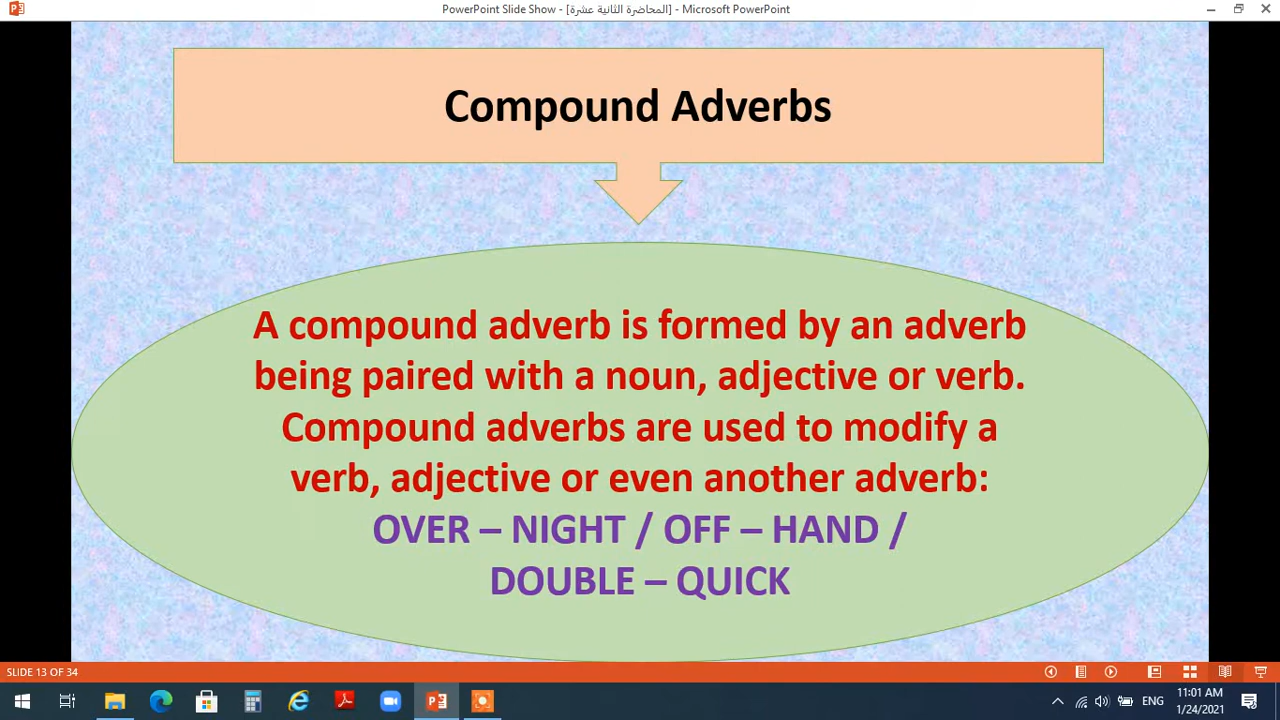 PowerPoint Slide Show - [المحاضرة الثانية عشرة] - Microsoft PowerPoint
Compound Adverbs
A compound adverb is formed by an adverb
being paired with a noun, adjective or verb.
Compound adverbs are used to modify a
verb, adjective or even another adverb:
OVER – NIGHT / OFF – HAND /
DOUBLE – QUICK
SLIDE 13 OF 34
ENG
11:01 AM
1/24/2021